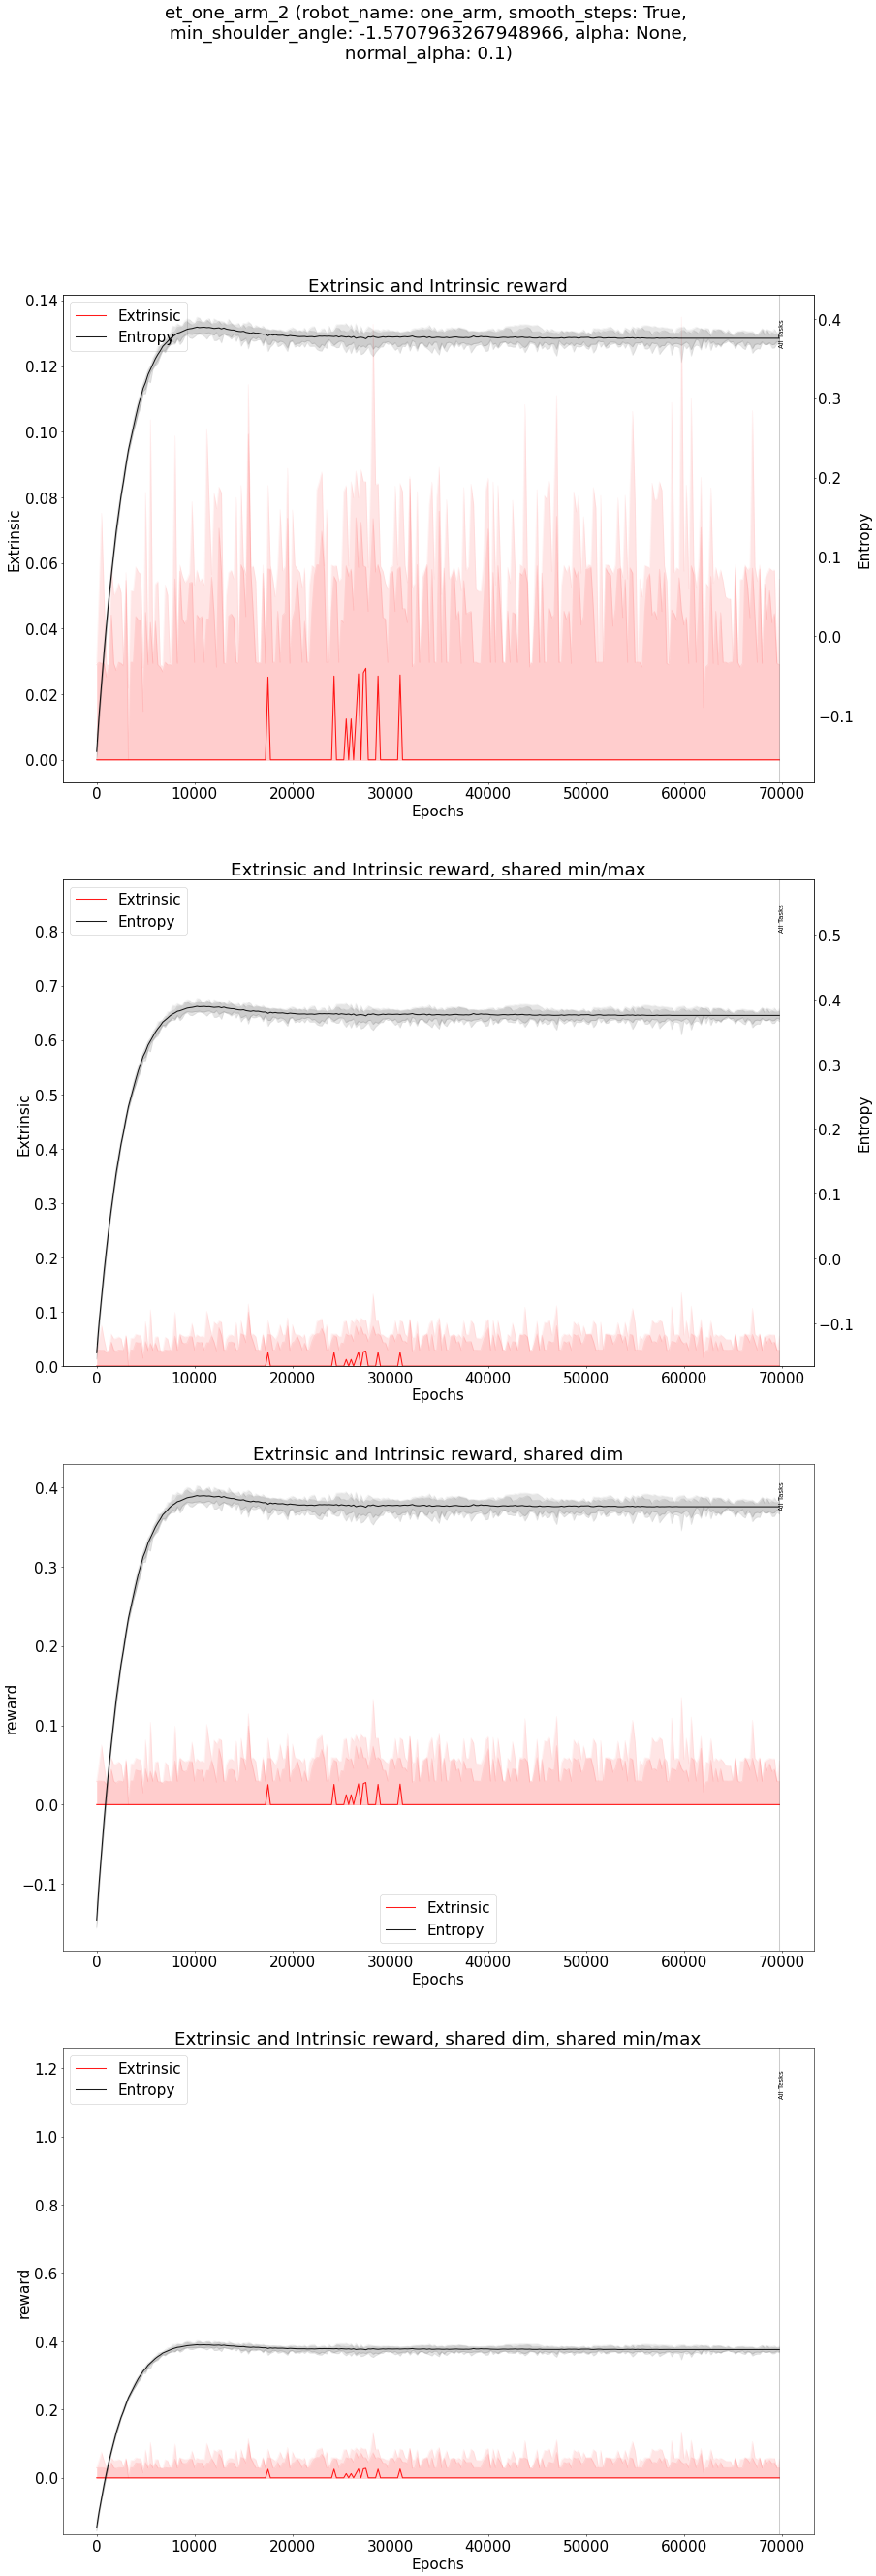 et_one_arm_2 (robot_name: one_arm, smooth_steps: True,
min_shoulder_angle: -1.5707963267948966, alpha: None,
normal_alpha: 0.1)
Extrinsic and Intrinsic reward
Extrinsic
Entropy
All Tasks
0.14
0.12
0.10
0.08
0.06
0.04
0.02
0.00
Extrinsic
0.4
0.3
0.2
0.1
0.0
−0.1
Entropy
0 10000 20000 30000 40000 50000 60000 70000
Epochs
Extrinsic and Intrinsic reward, shared min/max
Extrinsic
Entropy
All Tasks
0.8
0.7
0.6
0.5
0.4
0.3
0.2
0.1
0.0
Extrinsic
0.5
0.4
0.3
0.2
0.1
0.0
−0.1
Entropy
0 10000 20000 30000 40000 50000 60000 70000
Epochs
Extrinsic and Intrinsic reward, shared dim
All Tasks
0.4
0.3
0.2
0.1
0.0
−0.1
reward
Extrinsic
Entropy
0 10000 20000 30000 40000 50000 60000 70000
Epochs
Extrinsic and Intrinsic reward, shared dim, shared min/max
Extrinsic
Entropy
All Tasks
1.2
1.0
0.8
0.6
0.4
0.2
0.0
reward
0 10000 20000 30000 40000 50000 60000 70000
Epochs